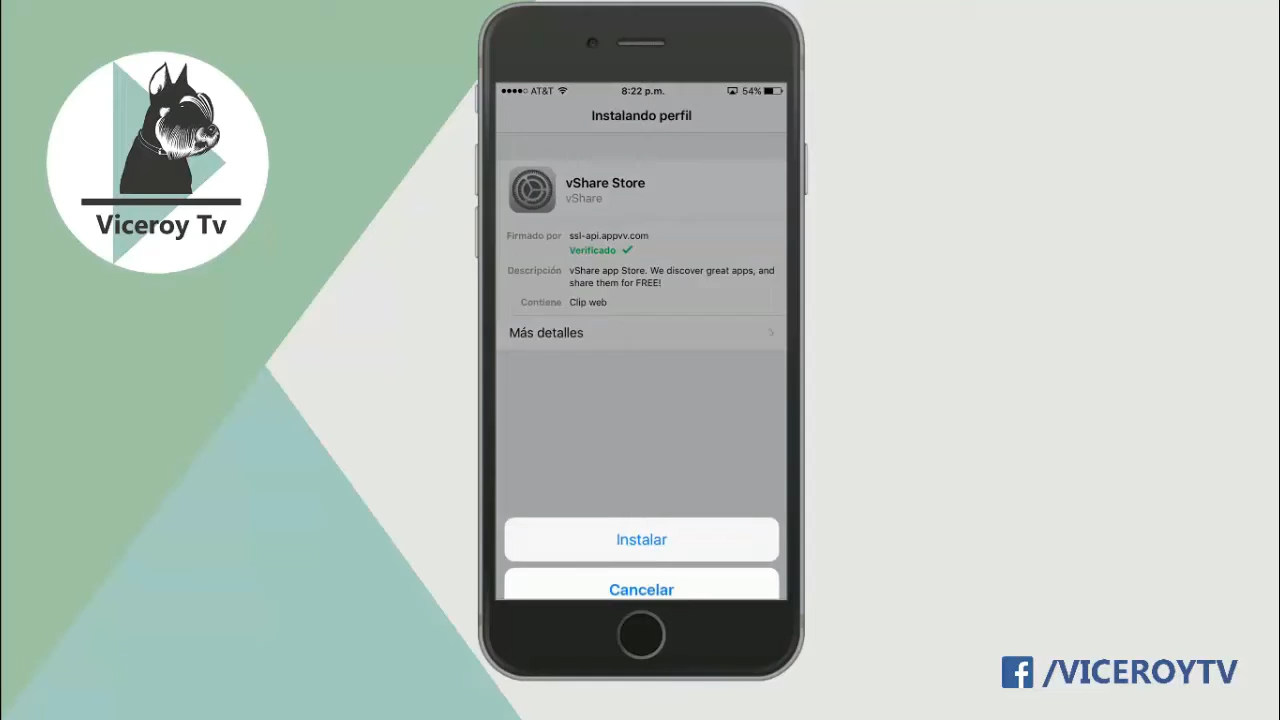 Viceroy Tv
AT&T 8:22 p.m. 54%
Instalando perfil
vShare Store
vShare
Firmado por ssl-api.appvv.com
Verificado
Descripción vShare app Store. We discover great apps, and
share them for FREE!
Contiene Clip web
Más detalles
Instalar
Cancelar
/VICEROYTV